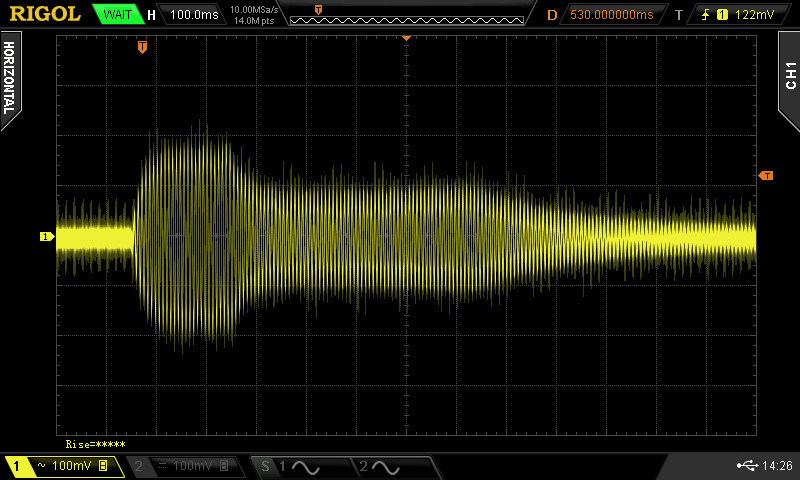 RIGOL WAIT H 100.0ms 10.00MSa/s 14.0M pts T D 530.000000ms T 1 122mV
T
HORIZONTAL
CH1
T
1
Rise=*****
1 ~ 100mV B 2 100mV B S 1 2 14:26